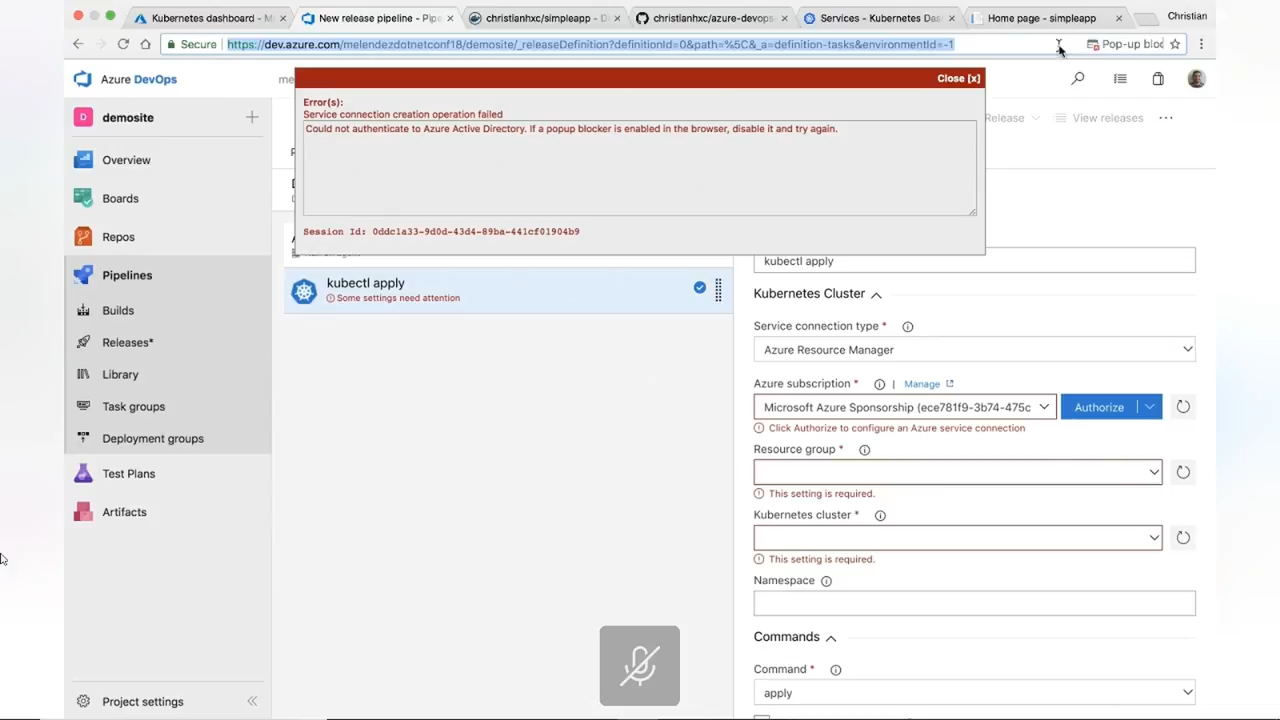 Kubernetes dashboard - Mi
New release pipeline - Pipe
christianhxc/simpleapp - D
christianhxc/azure-devops
Services - Kubernetes Das
Home page - simpleapp
Christian
Secure
https://dev.azure.com/melendezdotnetconf18/demosite/_releaseDefinition?definitionId=0&path=%5C&_a=definition-tasks&environmentId=-1
Pop-up bloc
Azure DevOps
me
Close [x]
Error(s):
Service connection creation operation failed
Could not authenticate to Azure Active Directory. If a popup blocker is enabled in the browser, disable it and try again.
Session Id: 0ddc1a33-9d0d-43d4-89ba-441cf01904b9
D
demosite
Release
View releases
Overview
Boards
Repos
Pipelines
Builds
Releases*
Library
Task groups
Deployment groups
Test Plans
Artifacts
Project settings
kubectl apply
Some settings need attention
kubectl apply
Kubernetes Cluster
Service connection type *
Azure Resource Manager
Azure subscription * | Manage
Microsoft Azure Sponsorship (ece781f9-3b74-475c
Authorize
Click Authorize to configure an Azure service connection
Resource group *
This setting is required.
Kubernetes cluster *
This setting is required.
Namespace
Commands
Command *
apply